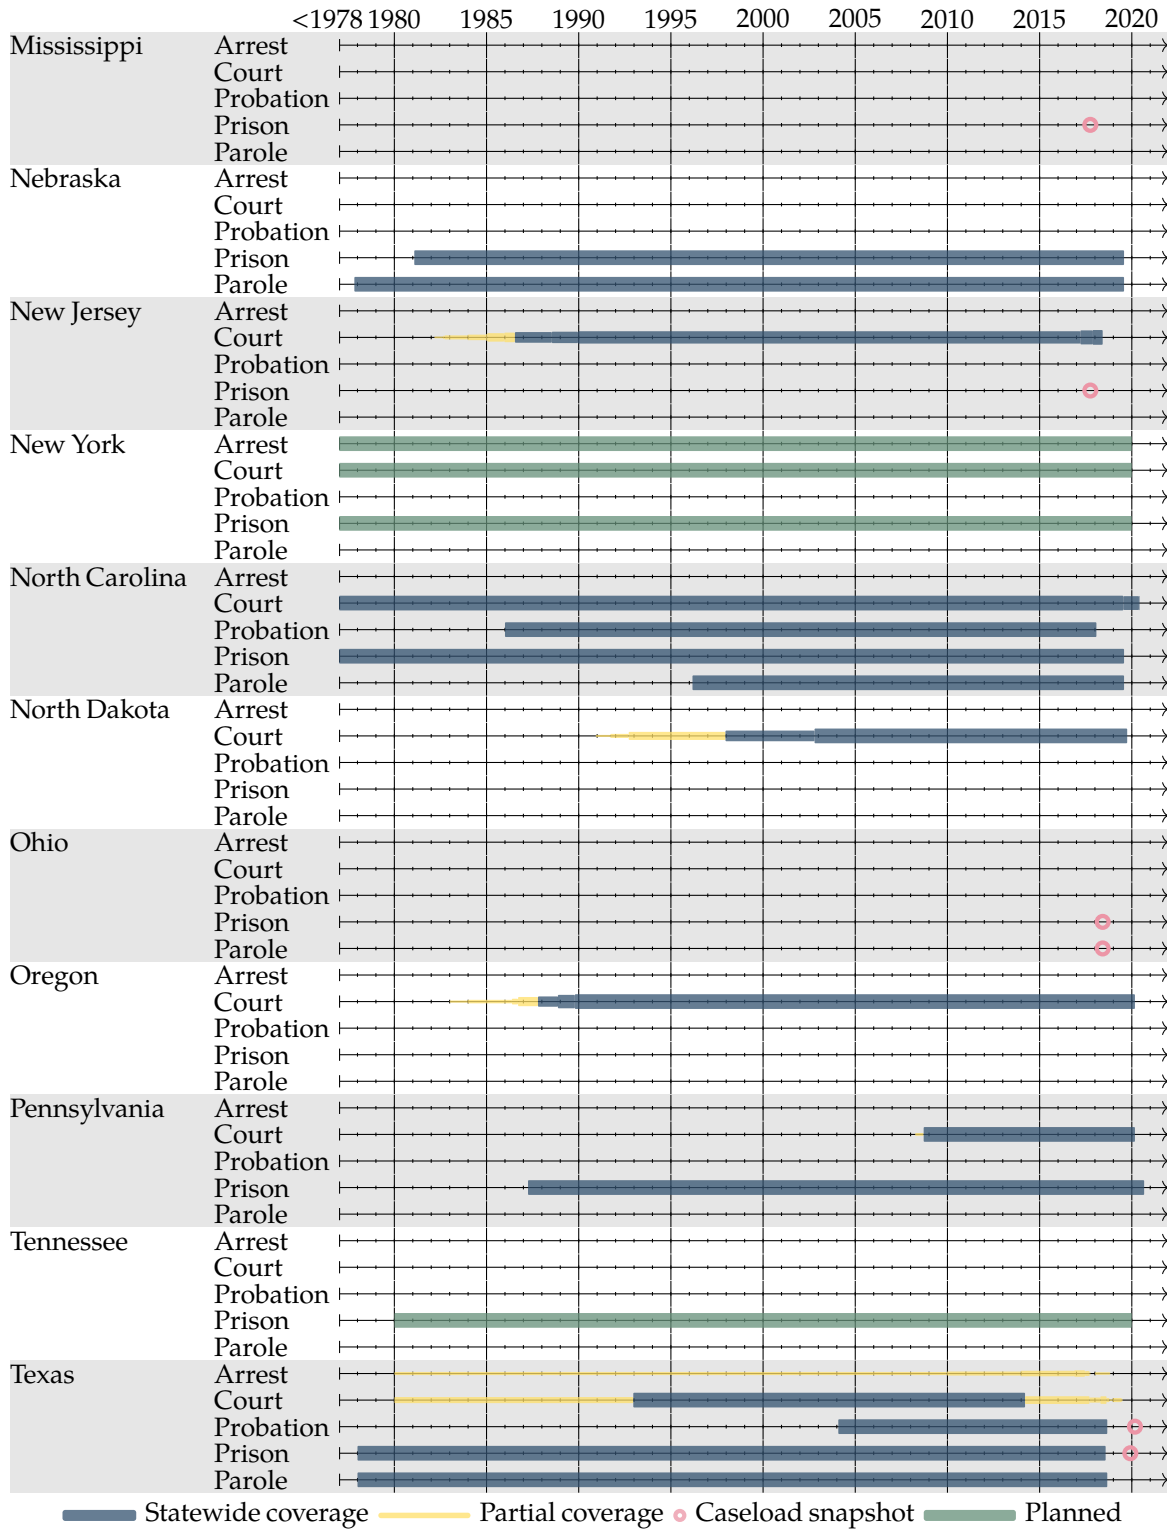 <1978 1980 1985 1990 1995 2000 2005 2010 2015 2020
Mississippi Arrest
Court
Probation
Prison
Parole
Nebraska Arrest
Court
Probation
Prison
Parole
New Jersey Arrest
Court
Probation
Prison
Parole
New York Arrest
Court
Probation
Prison
Parole
North Carolina Arrest
Court
Probation
Prison
Parole
North Dakota Arrest
Court
Probation
Prison
Parole
Ohio Arrest
Court
Probation
Prison
Parole
Oregon Arrest
Court
Probation
Prison
Parole
Pennsylvania Arrest
Court
Probation
Prison
Parole
Tennessee Arrest
Court
Probation
Prison
Parole
Texas Arrest
Court
Probation
Prison
Parole
Statewide coverage Partial coverage Caseload snapshot Planned